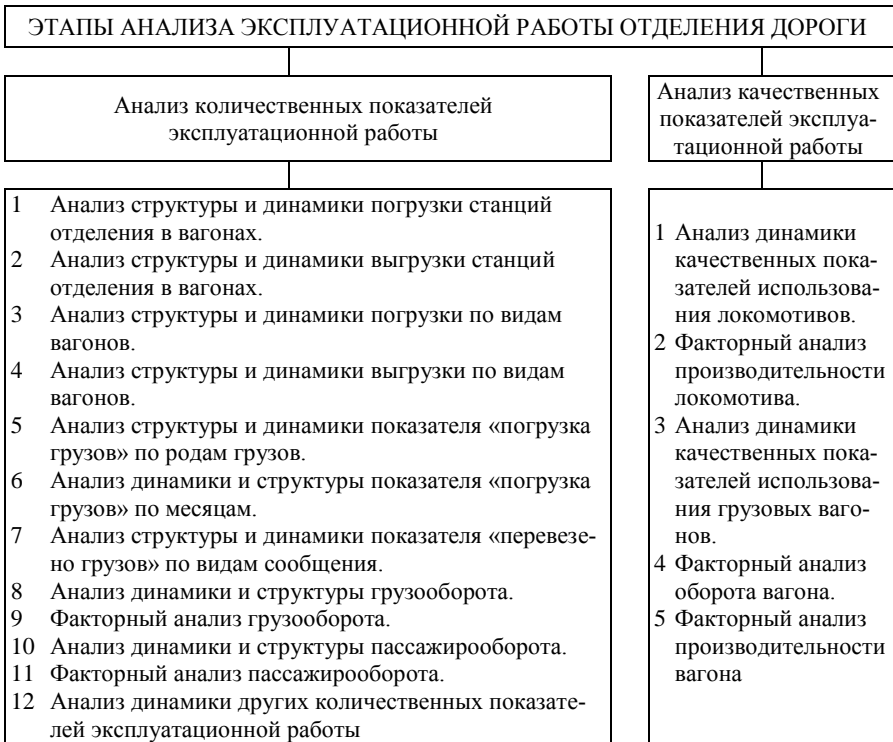 ЭТАПЫ АНАЛИЗА ЭКСПЛУАТАЦИОННОЙ РАБОТЫ ОТДЕЛЕНИЯ ДОРОГИ
Анализ количественных показателей
эксплуатационной работы
1 Анализ структуры и динамики погрузки станций
отделения в вагонах.
2 Анализ структуры и динамики выгрузки станций
отделения в вагонах.
3 Анализ структуры и динамики погрузки по видам
вагонов.
4 Анализ структуры и динамики выгрузки по видам
вагонов.
5 Анализ структуры и динамики показателя «погрузка
грузов» по родам грузов.
6 Анализ динамики и структуры показателя «погрузка
грузов» по месяцам.
7 Анализ структуры и динамики показателя «перевезе-
но грузов» по видам сообщения.
8 Анализ динамики и структуры грузооборота.
9 Факторный анализ грузооборота.
10 Анализ динамики и структуры пассажирооборота.
11 Факторный анализ пассажирооборота.
12 Анализ динамики других количественных показате-
лей эксплуатационной работы
Анализ качественных
показателей эксплуа-
тационной работы
1 Анализ динамики
качественных пока-
зателей использова-
ния локомотивов.
2 Факторный анализ
производительности
локомотива.
3 Анализ динамики
качественных пока-
зателей использова-
ния грузовых ваго-
нов.
4 Факторный анализ
оборота вагона.
5 Факторный анализ
производительности
вагона